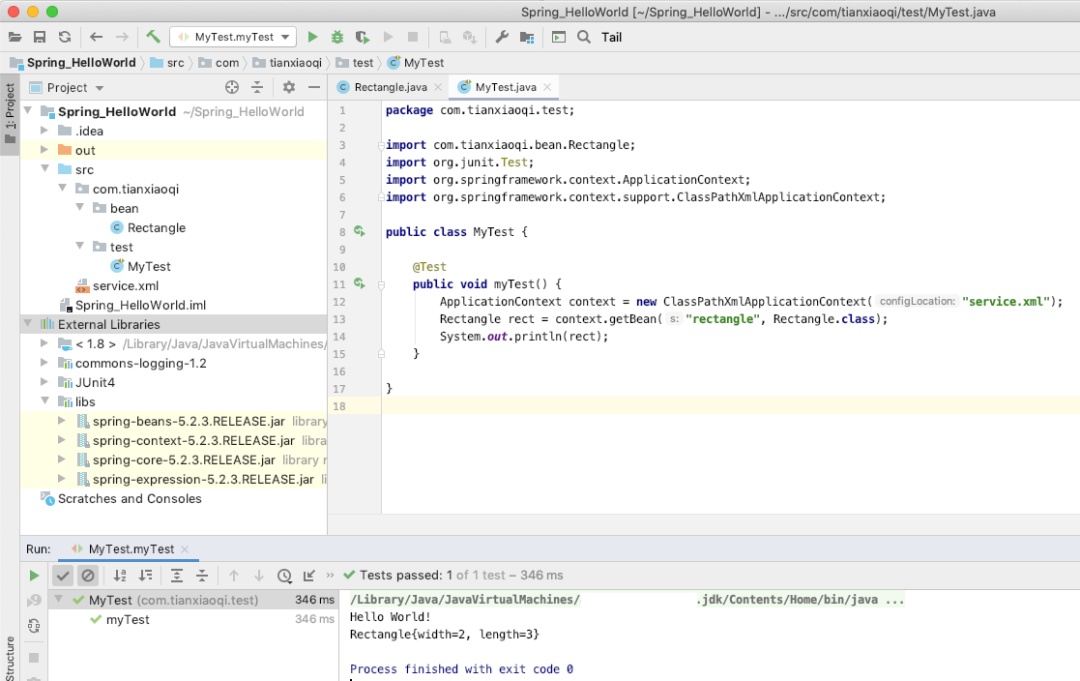 Spring_HelloWorld [~/Spring_HelloWorld] - .../src/com/tianxiaoqi/test/MyTest.java
MyTest.myTest Tail
Spring_HelloWorld src com tianxiaoqi test MyTest
1: Project
Project
Spring_HelloWorld ~/Spring_HelloWorld
.idea
out
src
com.tianxiaoqi
bean
Rectangle
test
MyTest
service.xml
Spring_HelloWorld.iml
External Libraries
< 1.8 > /Library/Java/JavaVirtualMachines/
commons-logging-1.2
JUnit4
libs
spring-beans-5.2.3.RELEASE.jar library
spring-context-5.2.3.RELEASE.jar libra
spring-core-5.2.3.RELEASE.jar library r
spring-expression-5.2.3.RELEASE.jar li
Scratches and Consoles
Rectangle.java MyTest.java
1 package com.tianxiaoqi.test;
2
3 import com.tianxiaoqi.bean.Rectangle;
4 import org.junit.Test;
5 import org.springframework.context.ApplicationContext;
6 import org.springframework.context.support.ClassPathXmlApplicationContext;
7
8 public class MyTest {
9
10 @Test
11 public void myTest() {
12 ApplicationContext context = new ClassPathXmlApplicationContext( configLocation: "service.xml");
13 Rectangle rect = context.getBean( s: "rectangle", Rectangle.class);
14 System.out.println(rect);
15 }
16
17 }
18
Run: MyTest.myTest
Tests passed: 1 of 1 test – 346 ms
MyTest (com.tianxiaoqi.test) 346 ms
myTest 346 ms
/Library/Java/JavaVirtualMachines/ .jdk/Contents/Home/bin/java ...
Hello World!
Rectangle{width=2, length=3}
Process finished with exit code 0
Structure